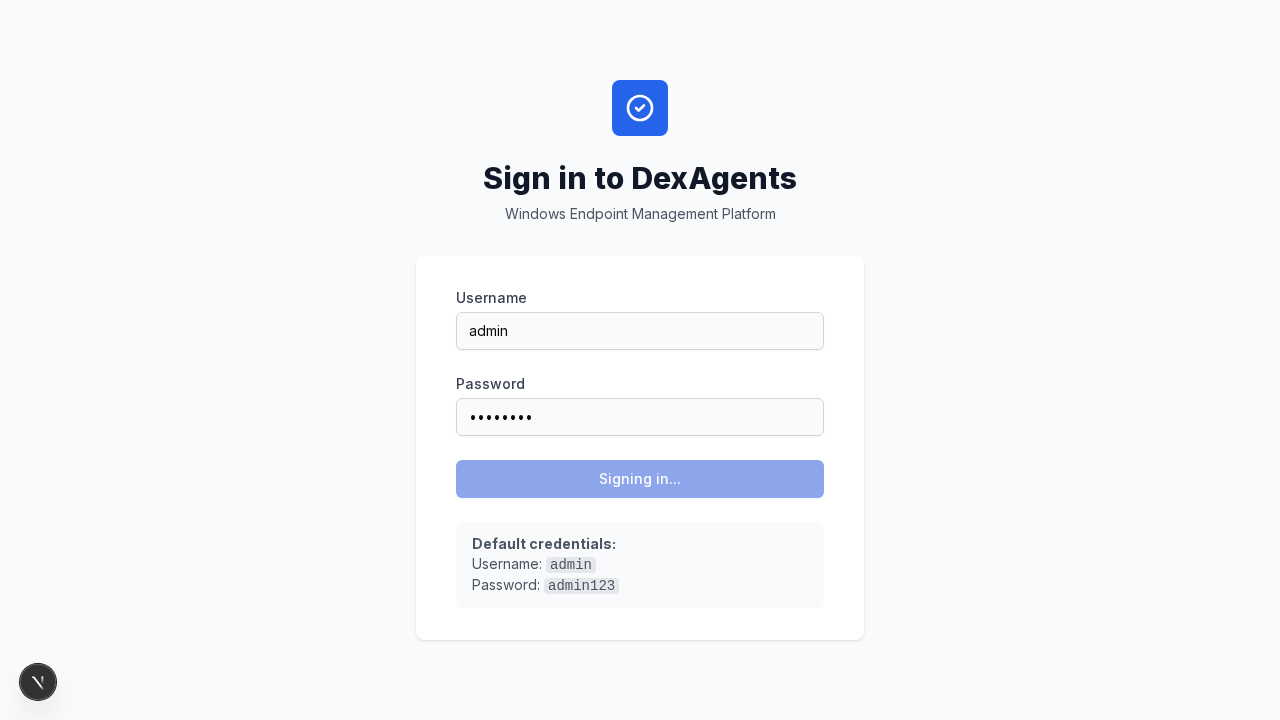 Sign in to DexAgents
Windows Endpoint Management Platform
Username
admin
Password
••••••••
Signing in...
Default credentials:
Username: admin
Password: admin123
N